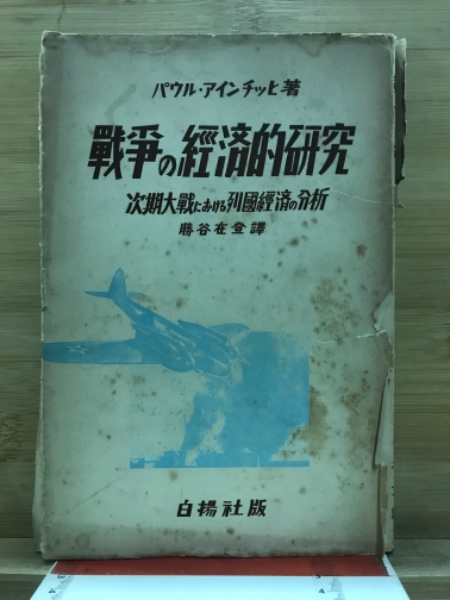 パウル・アインチッヒ著
戰爭の經済的研究
次期大戰における列國經済の分析
勝谷在登譯
白揚社版